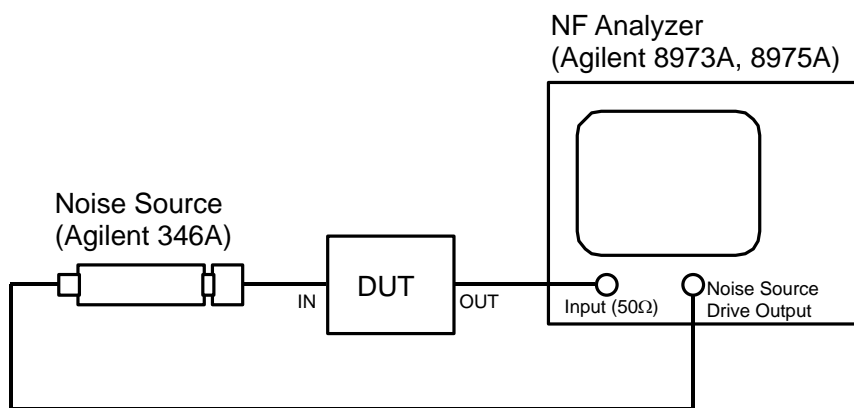 NF Analyzer
(Agilent 8973A, 8975A)
Noise Source
(Agilent 346A)
IN
DUT
OUT
Input (50Ω)
Noise Source
Drive Output